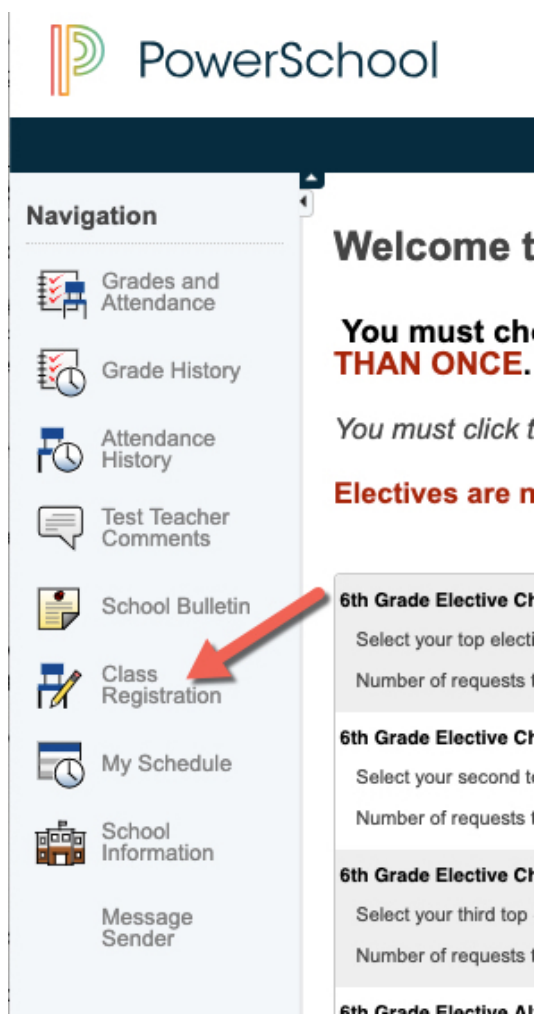 PowerSchool
Navigation
Grades and
Attendance
Grade History
Attendance
History
Test Teacher
Comments
School Bulletin
Class
Registration
My Schedule
School
Information
Message
Sender
Welcome t
You must ch
THAN ONCE.
You must click t
Electives are n
6th Grade Elective Ch
Select your top electi
Number of requests t
6th Grade Elective Ch
Select your second to
Number of requests t
6th Grade Elective Ch
Select your third top
Number of requests t
6th Grade Elective Al